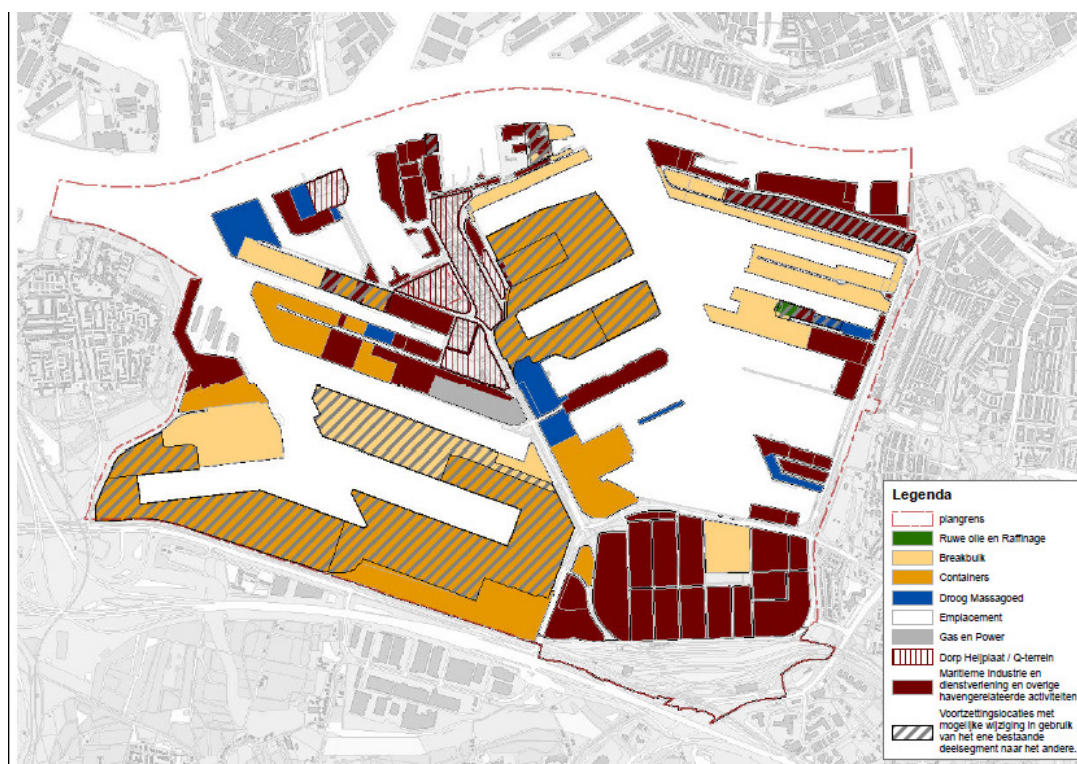 Legenda
plangrens
Ruwe olie en Raffinage
Breakbulk
Containers
Droog Massagoed
Emplacement
Gas en Power
Dorp Heijplaat / Q-terrein
Maritieme Industrie en
dienstverlening en overige
havengerelateerde activiteiten
Voortzettingslocaties met
mogelijke wijziging in gebruik
van het ene bestaande
deelsegment naar het andere.